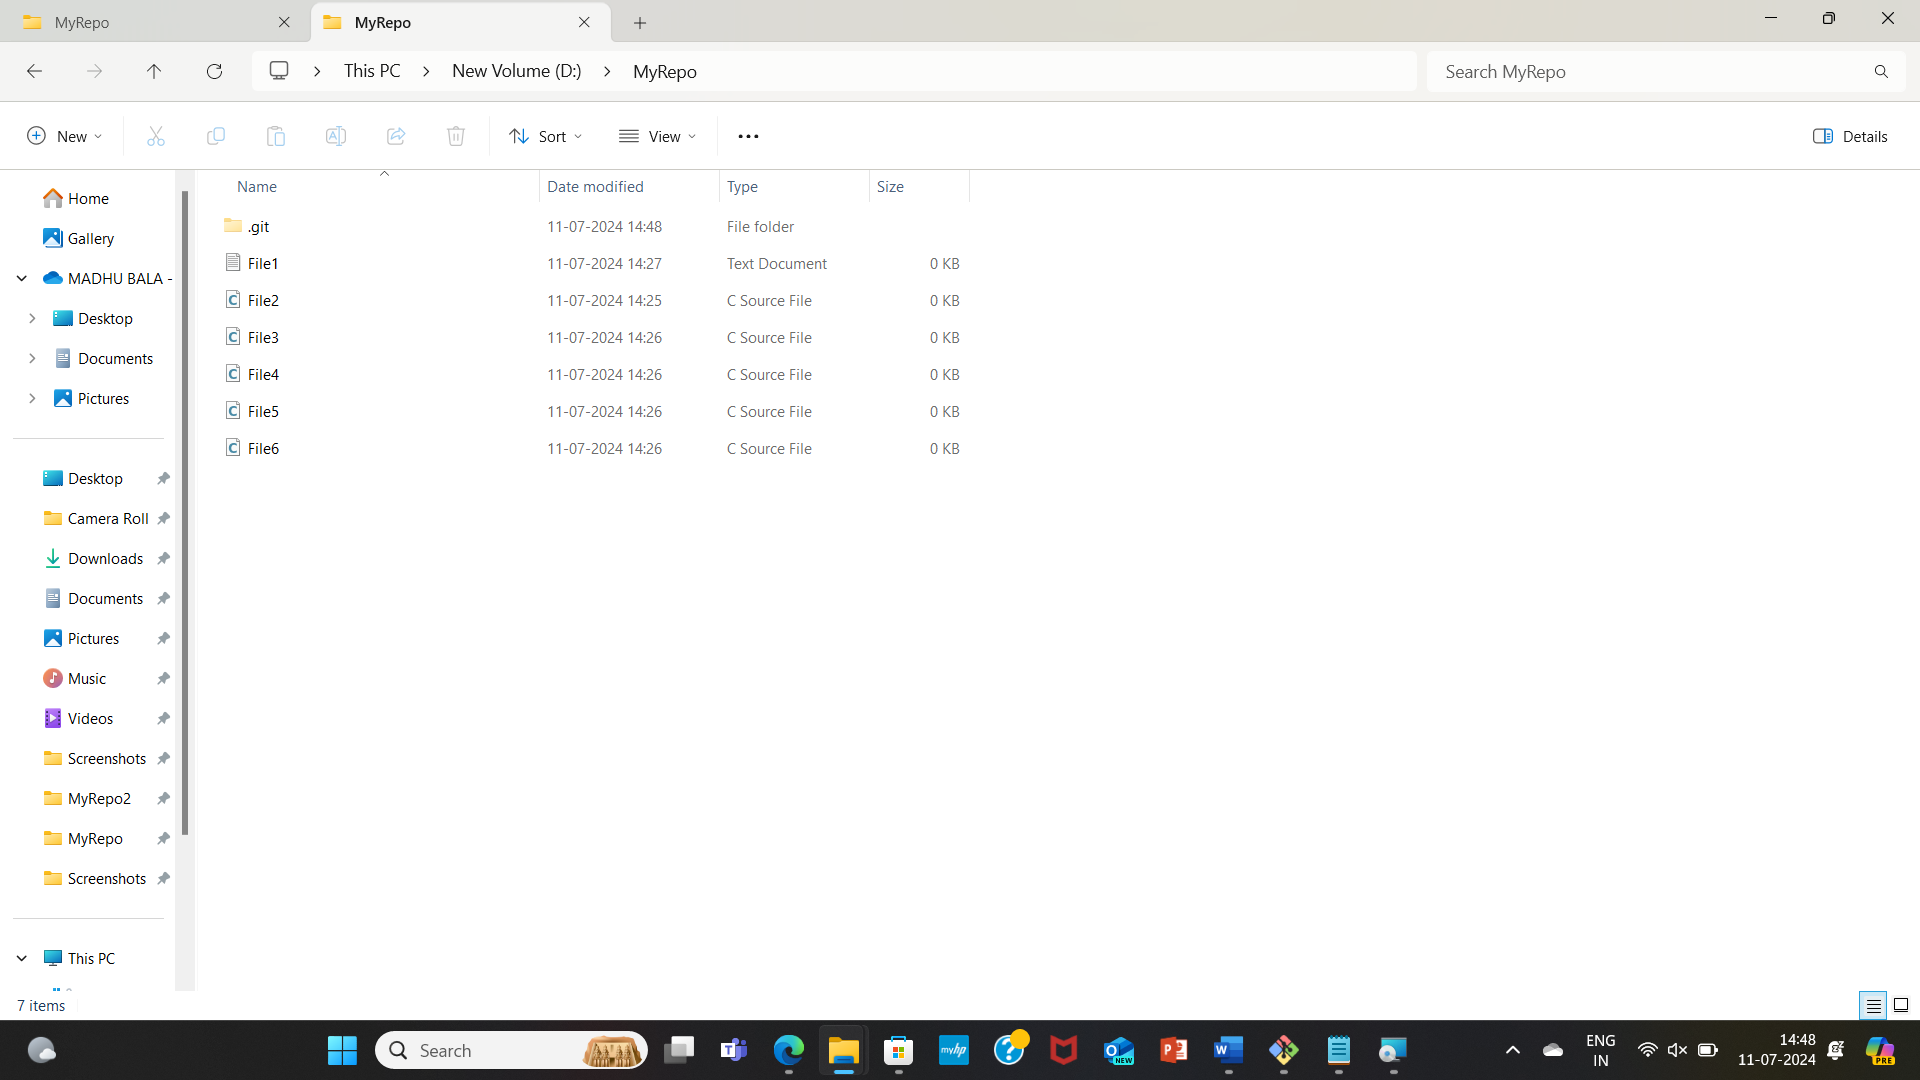 MyRepo
MyRepo
This PC
New Volume (D:)
MyRepo
Search MyRepo
New
Sort
View
Details
Name Date modified Type Size
.git 11-07-2024 14:48 File folder
File1 11-07-2024 14:27 Text Document 0 KB
File2 11-07-2024 14:25 C Source File 0 KB
File3 11-07-2024 14:26 C Source File 0 KB
File4 11-07-2024 14:26 C Source File 0 KB
File5 11-07-2024 14:26 C Source File 0 KB
File6 11-07-2024 14:26 C Source File 0 KB
Home
Gallery
MADHU BALA -
Desktop
Documents
Pictures
Desktop
Camera Roll
Downloads
Documents
Pictures
Music
Videos
Screenshots
MyRepo2
MyRepo
Screenshots
This PC
7 items
Search
myhp
NEW
ENG
IN
14:48
11-07-2024
PRE